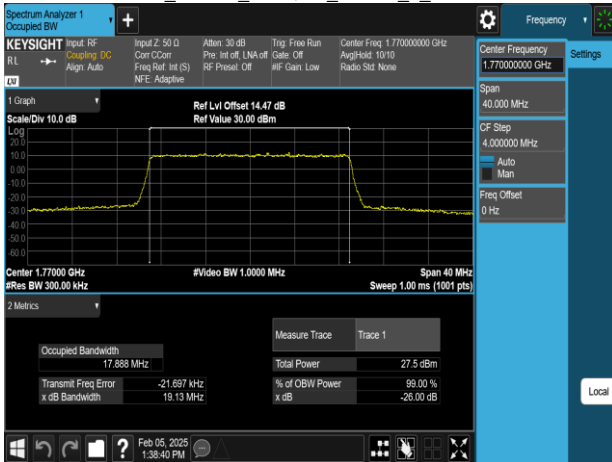 Spectrum Analyzer 1
Occupied BW
+
Frequency
KEYSIGHT
Input: RF
Input Z: 50 Ω
Atten: 30 dB
Trig: Free Run
Center Freq: 1.770000000 GHz
RL
Coupling: DC
Corr CCorr
Pre: Int off, LNA off
Gate: Off
Avg|Hold: 10/10
Align: Auto
Freq Ref: Int (S)
RF Presel: Off
#IF Gain: Low
Radio Std: None
LXI
NFE: Adaptive
Center Frequency
1.770000000 GHz
Settings
Span
40.000 MHz
CF Step
4.000000 MHz
Auto
Man
Freq Offset
0 Hz
Local
1 Graph
Ref Lvl Offset 14.47 dB
Scale/Div 10.0 dB
Ref Value 30.00 dBm
Log
20.0
10.0
0.00
-10.0
-20.0
-30.0
-40.0
-50.0
-60.0
Center 1.77000 GHz
#Video BW 1.0000 MHz
Span 40 MHz
#Res BW 300.00 kHz
Sweep 1.00 ms (1001 pts)
2 Metrics
Measure Trace
Trace 1
Occupied Bandwidth
17.888 MHz
Total Power
27.5 dBm
Transmit Freq Error
-21.697 kHz
% of OBW Power
99.00 %
x dB Bandwidth
19.13 MHz
x dB
-26.00 dB
?
Feb 05, 2025
1:38:40 PM